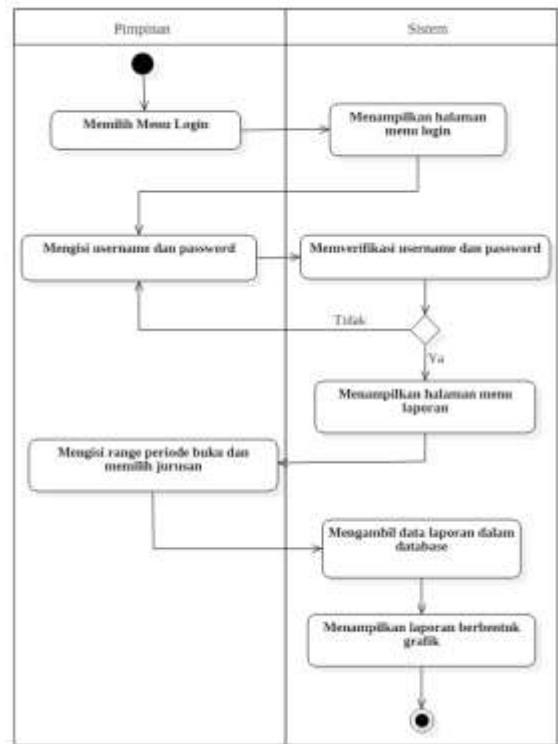 Pimpinan
Sistem
Memilih Menu Login
Menampilkan halaman
menu login
Mengisi username dan password
Memverifikasi username dan password
Tidak
Ya
Menampilkan halaman menu
laporan
Mengisi range periode buku dan
memilih jurusan
Mengambil data laporan dalam
database
Menampilkan laporan berbentuk
grafik